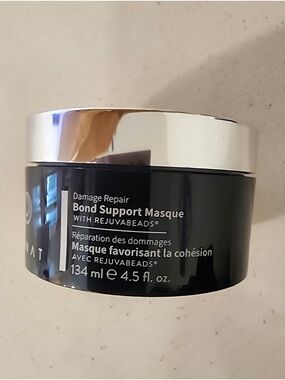 Damage Repair
Bond Support Masque
WITH REJUVABEADS®
Réparation des dommages
Masque favorisant la cohésion
AVEC REJUVABEADS®
134 ml ℮ 4.5 fl. oz.